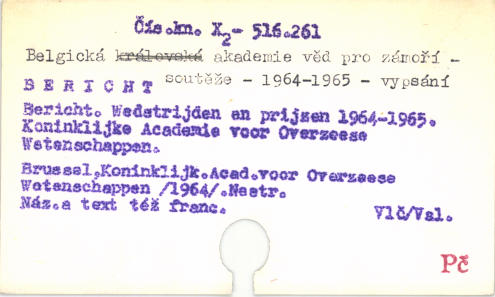 Čís.kn. X2- 516.261
Belgická králevská akademie věd pro zámoří -
soutěže - 1964-1965 - vypsání
BERICHT
Bericht. Wedstrijden en prijzen 1964-1965.
Koninklijke Academie voor Overzeese
Wetenschappen.
Brussel,Koninklijk.Acad.voor Overzeese
Wetenschappen /1964/.Nestr.
Náz.a text též franc.
Vlč/Vsl.
Pč